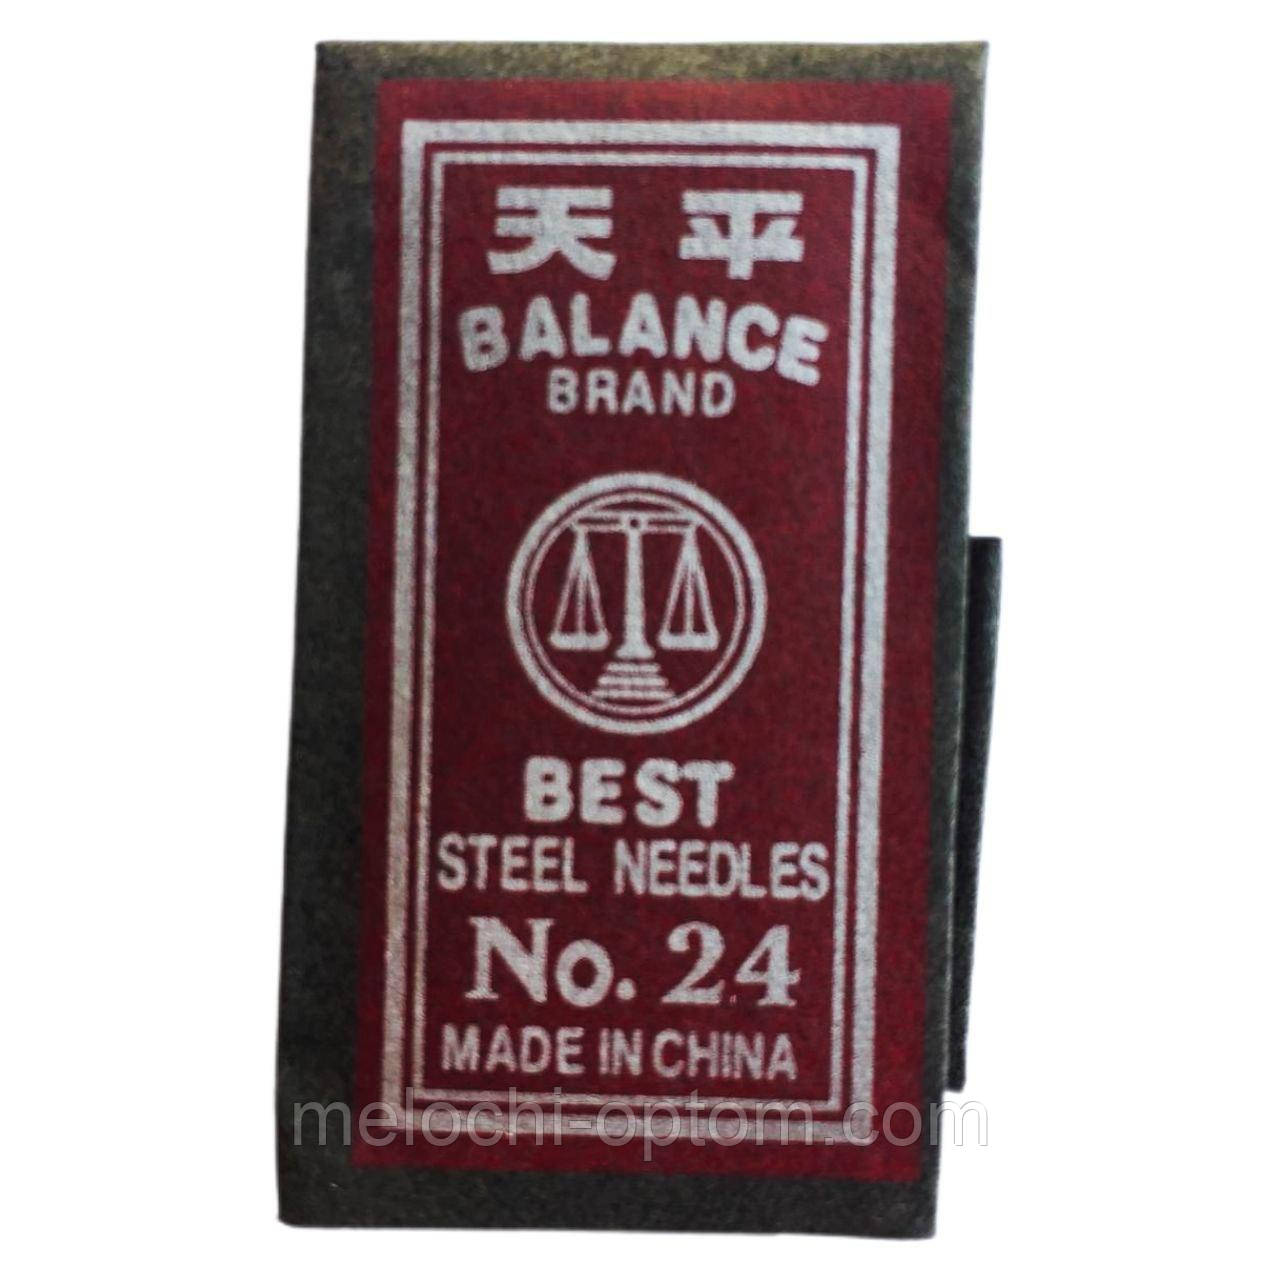 天平
BALANCE
BRAND
BEST
STEEL NEEDLES
No. 24
MADE IN CHINA
melochi-optom.com